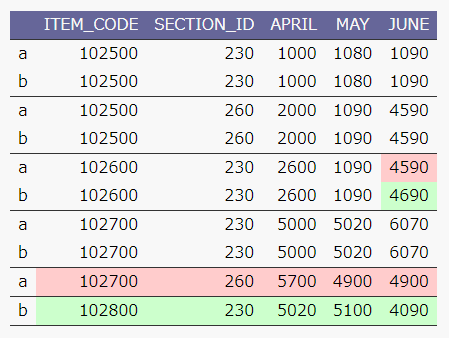 ITEM_CODE SECTION_ID APRIL MAY JUNE
a 102500 230 1000 1080 1090
b 102500 230 1000 1080 1090
a 102500 260 2000 1090 4590
b 102500 260 2000 1090 4590
a 102600 230 2600 1090 4590
b 102600 230 2600 1090 4690
a 102700 230 5000 5020 6070
b 102700 230 5000 5020 6070
a 102700 260 5700 4900 4900
b 102800 230 5020 5100 4090